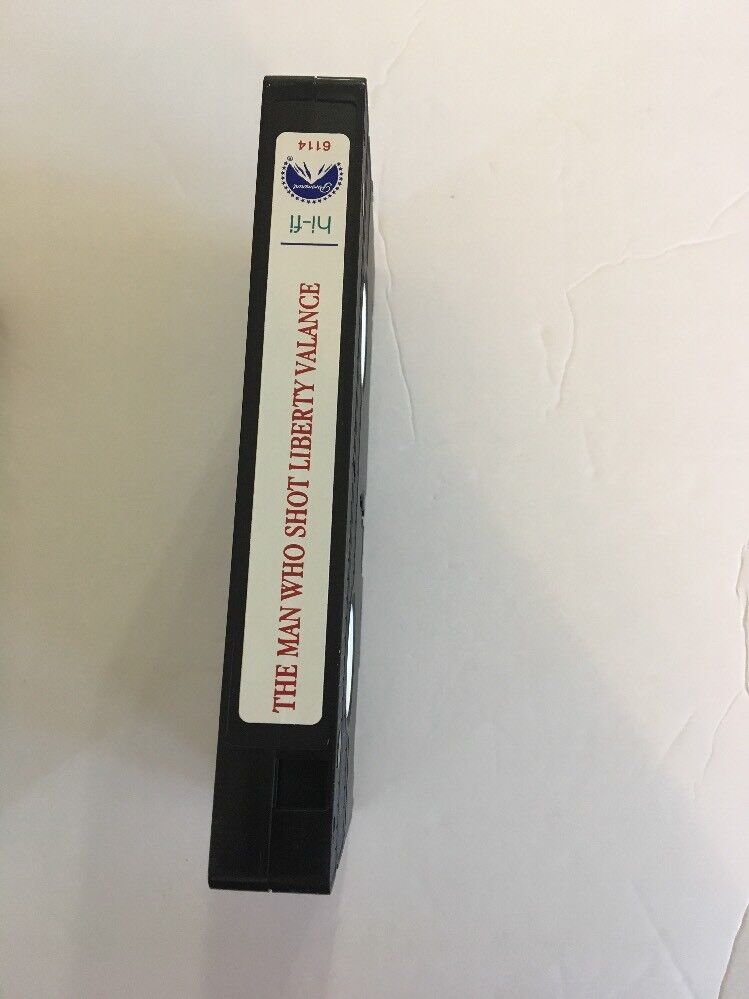 THE MAN WHO SHOT LIBERTY VALANCE
hi-fi
Paramount
®
6114